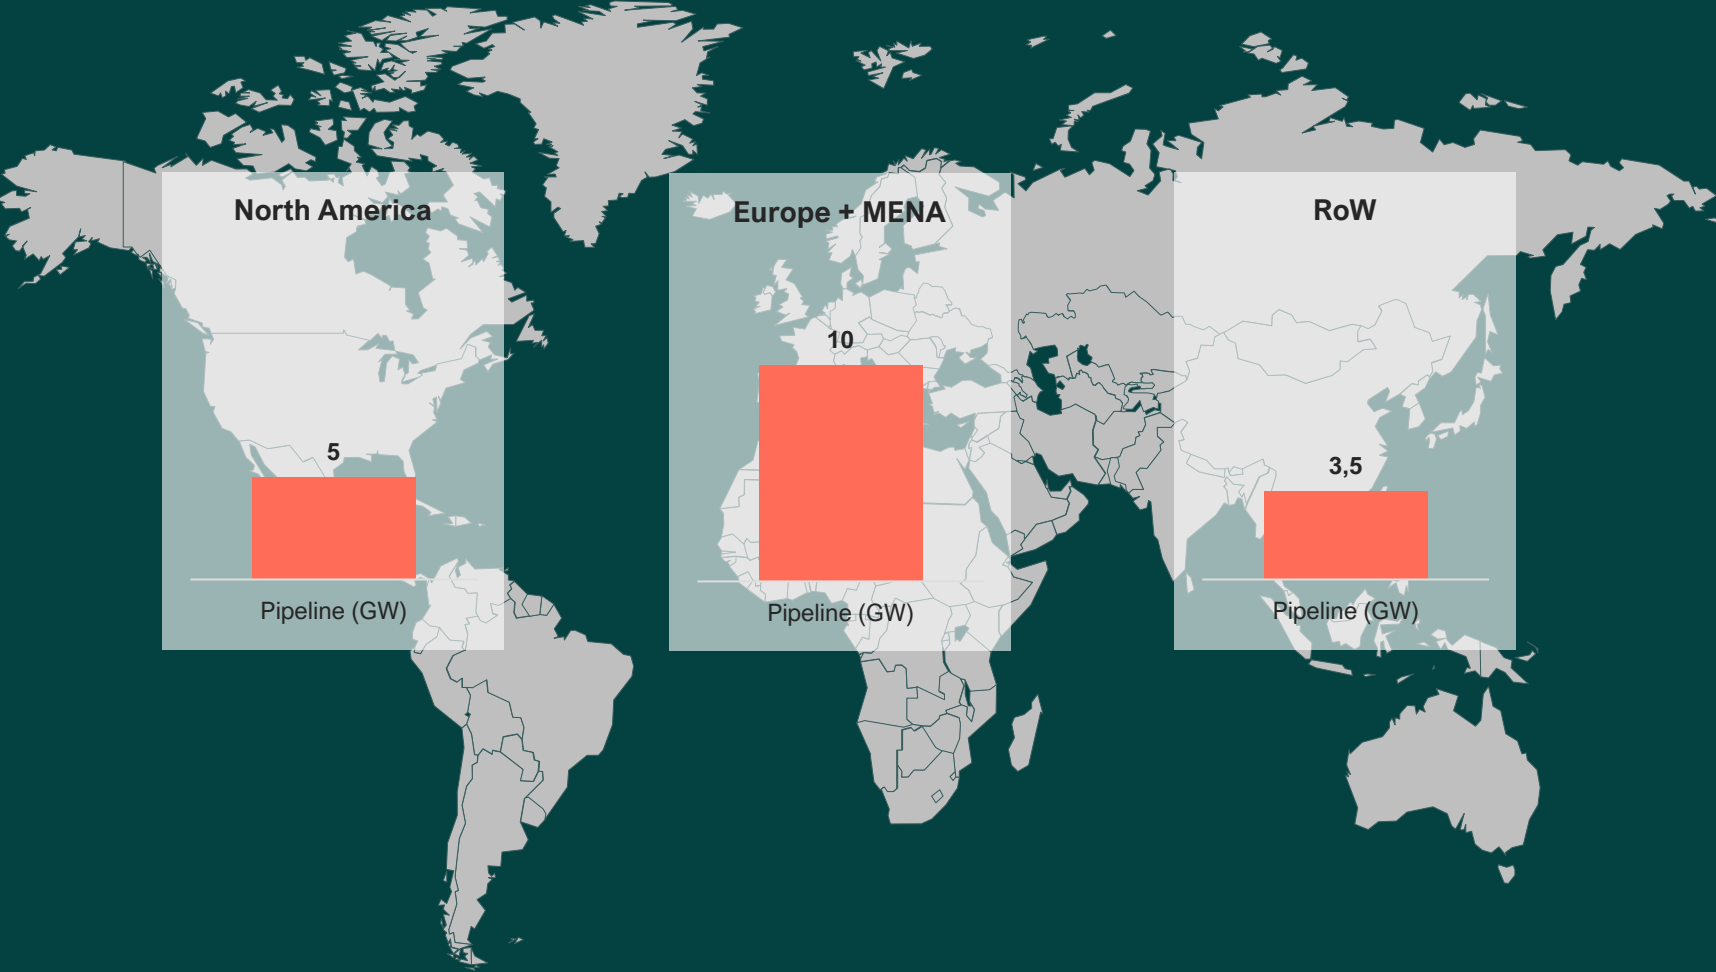 North America
5
Pipeline (GW)
Europe + MENA
10
Pipeline (GW)
RoW
3,5
Pipeline (GW)